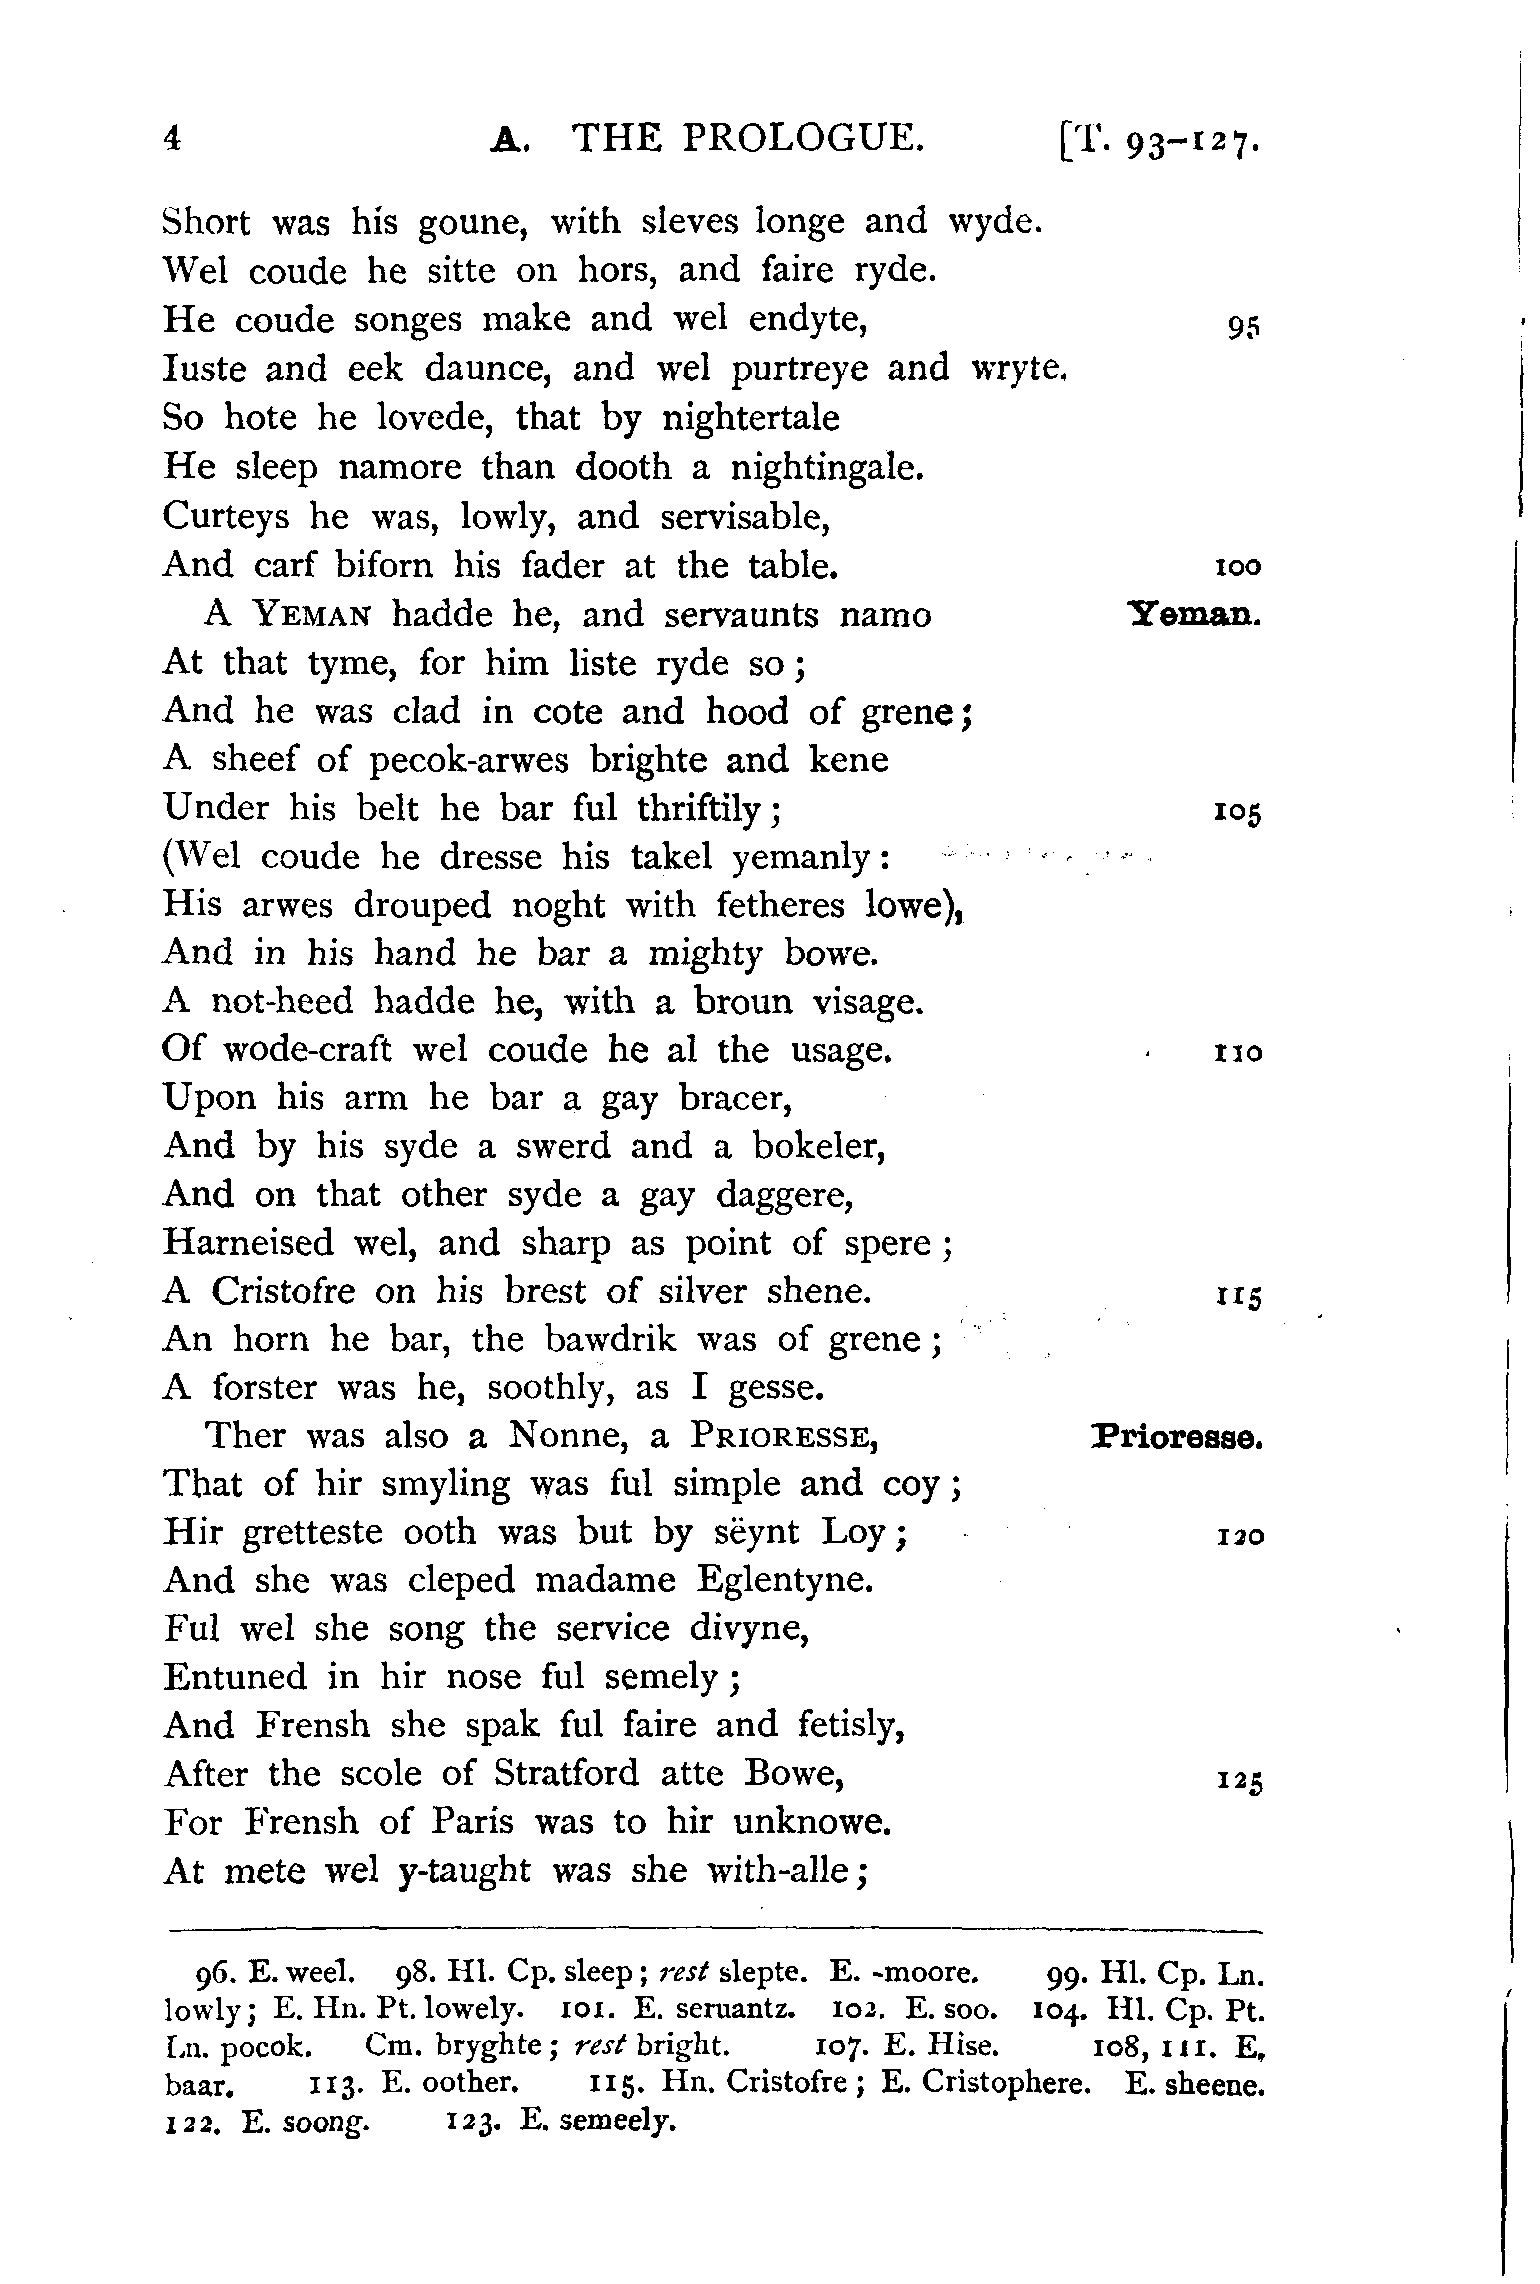 4 A. THE PROLOGUE. [T. 93–127.
Short was his goune, with sleves longe and wyde.
Wel coude he sitte on hors, and faire ryde.
He coude songes make and wel endyte, 95
Iuste and eek daunce, and wel purtreye and wryte.
So hote he lovede, that by nightertale
He sleep namore than dooth a nightingale.
Curteys he was, lowly, and servisable,
And carf biforn his fader at the table. 100
A YEMAN hadde he, and servaunts namo Yeman.
At that tyme, for him liste ryde so ;
And he was clad in cote and hood of grene ;
A sheef of pecok-arwes brighte and kene
Under his belt he bar ful thriftily ; 105
(Wel coude he dresse his takel yemanly :
His arwes drouped noght with fetheres lowe),
And in his hand he bar a mighty bowe.
A not-heed hadde he, with a broun visage.
Of wode-craft wel coude he al the usage. 110
Upon his arm he bar a gay bracer,
And by his syde a swerd and a bokeler,
And on that other syde a gay daggere,
Harneised wel, and sharp as point of spere ;
A Cristofre on his brest of silver shene. 115
An horn he bar, the bawdrik was of grene ;
A forster was he, soothly, as I gesse.
Ther was also a Nonne, a PRIORESSE, Prioresse.
That of hir smyling was ful simple and coy ;
Hir gretteste ooth was but by sëynt Loy ; 120
And she was cleped madame Eglentyne.
Ful wel she song the service divyne,
Entuned in hir nose ful semely ;
And Frensh she spak ful faire and fetisly,
After the scole of Stratford atte Bowe, 125
For Frensh of Paris was to hir unknowe.
At mete wel y-taught was she with-alle ;
96. E. weel. 98. Hl. Cp. sleep ; rest slepte. E. -moore. 99. Hl. Cp. Ln.
lowly ; E. Hn. Pt. lowely. 101. E. seruantz. 102. E. soo. 104. Hl. Cp. Pt.
Ln. pocok. Cm. bryghte ; rest bright. 107. E. Hise. 108, 111. E.
baar. 113. E. oother. 115. Hn. Cristofre ; E. Cristophere. E. sheene.
122. E. soong. 123. E. semeely.